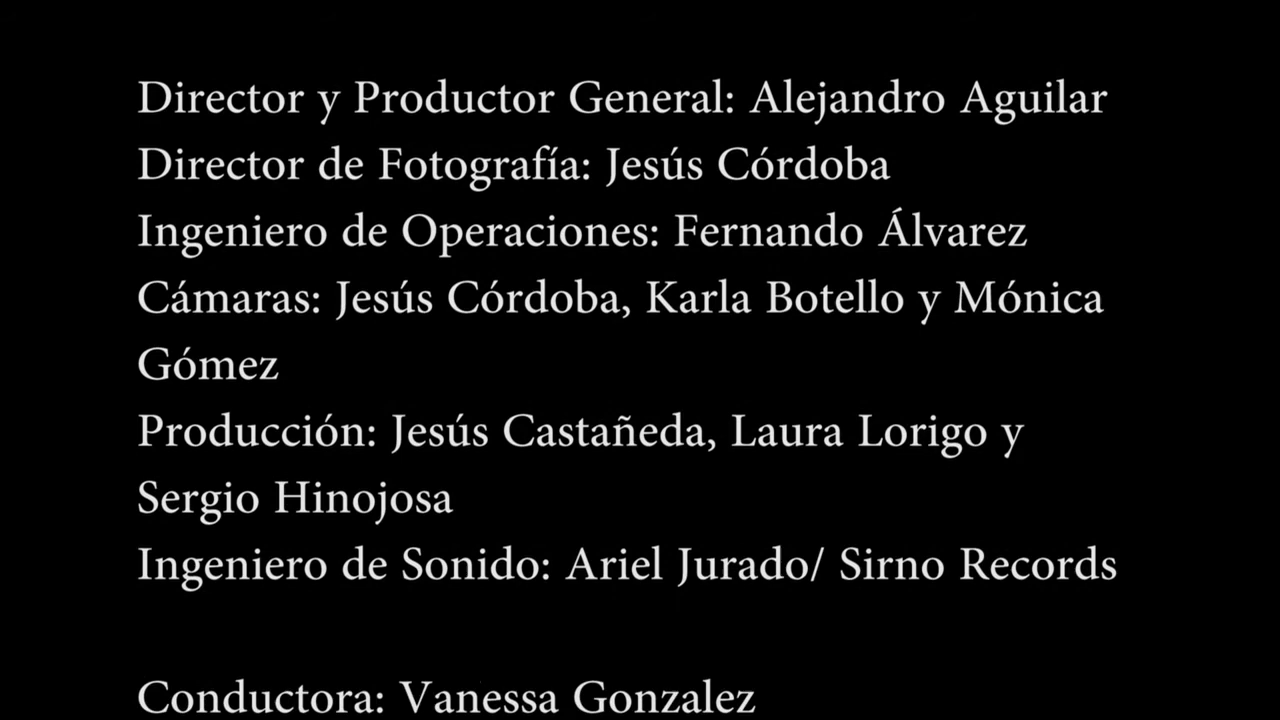 Director y Productor General: Alejandro Aguilar
Director de Fotografía: Jesús Córdoba
Ingeniero de Operaciones: Fernando Álvarez
Cámaras: Jesús Córdoba, Karla Botello y Mónica
Gómez
Producción: Jesús Castañeda, Laura Lorigo y
Sergio Hinojosa
Ingeniero de Sonido: Ariel Jurado/ Sirno Records
Conductora: Vanessa Gonzalez